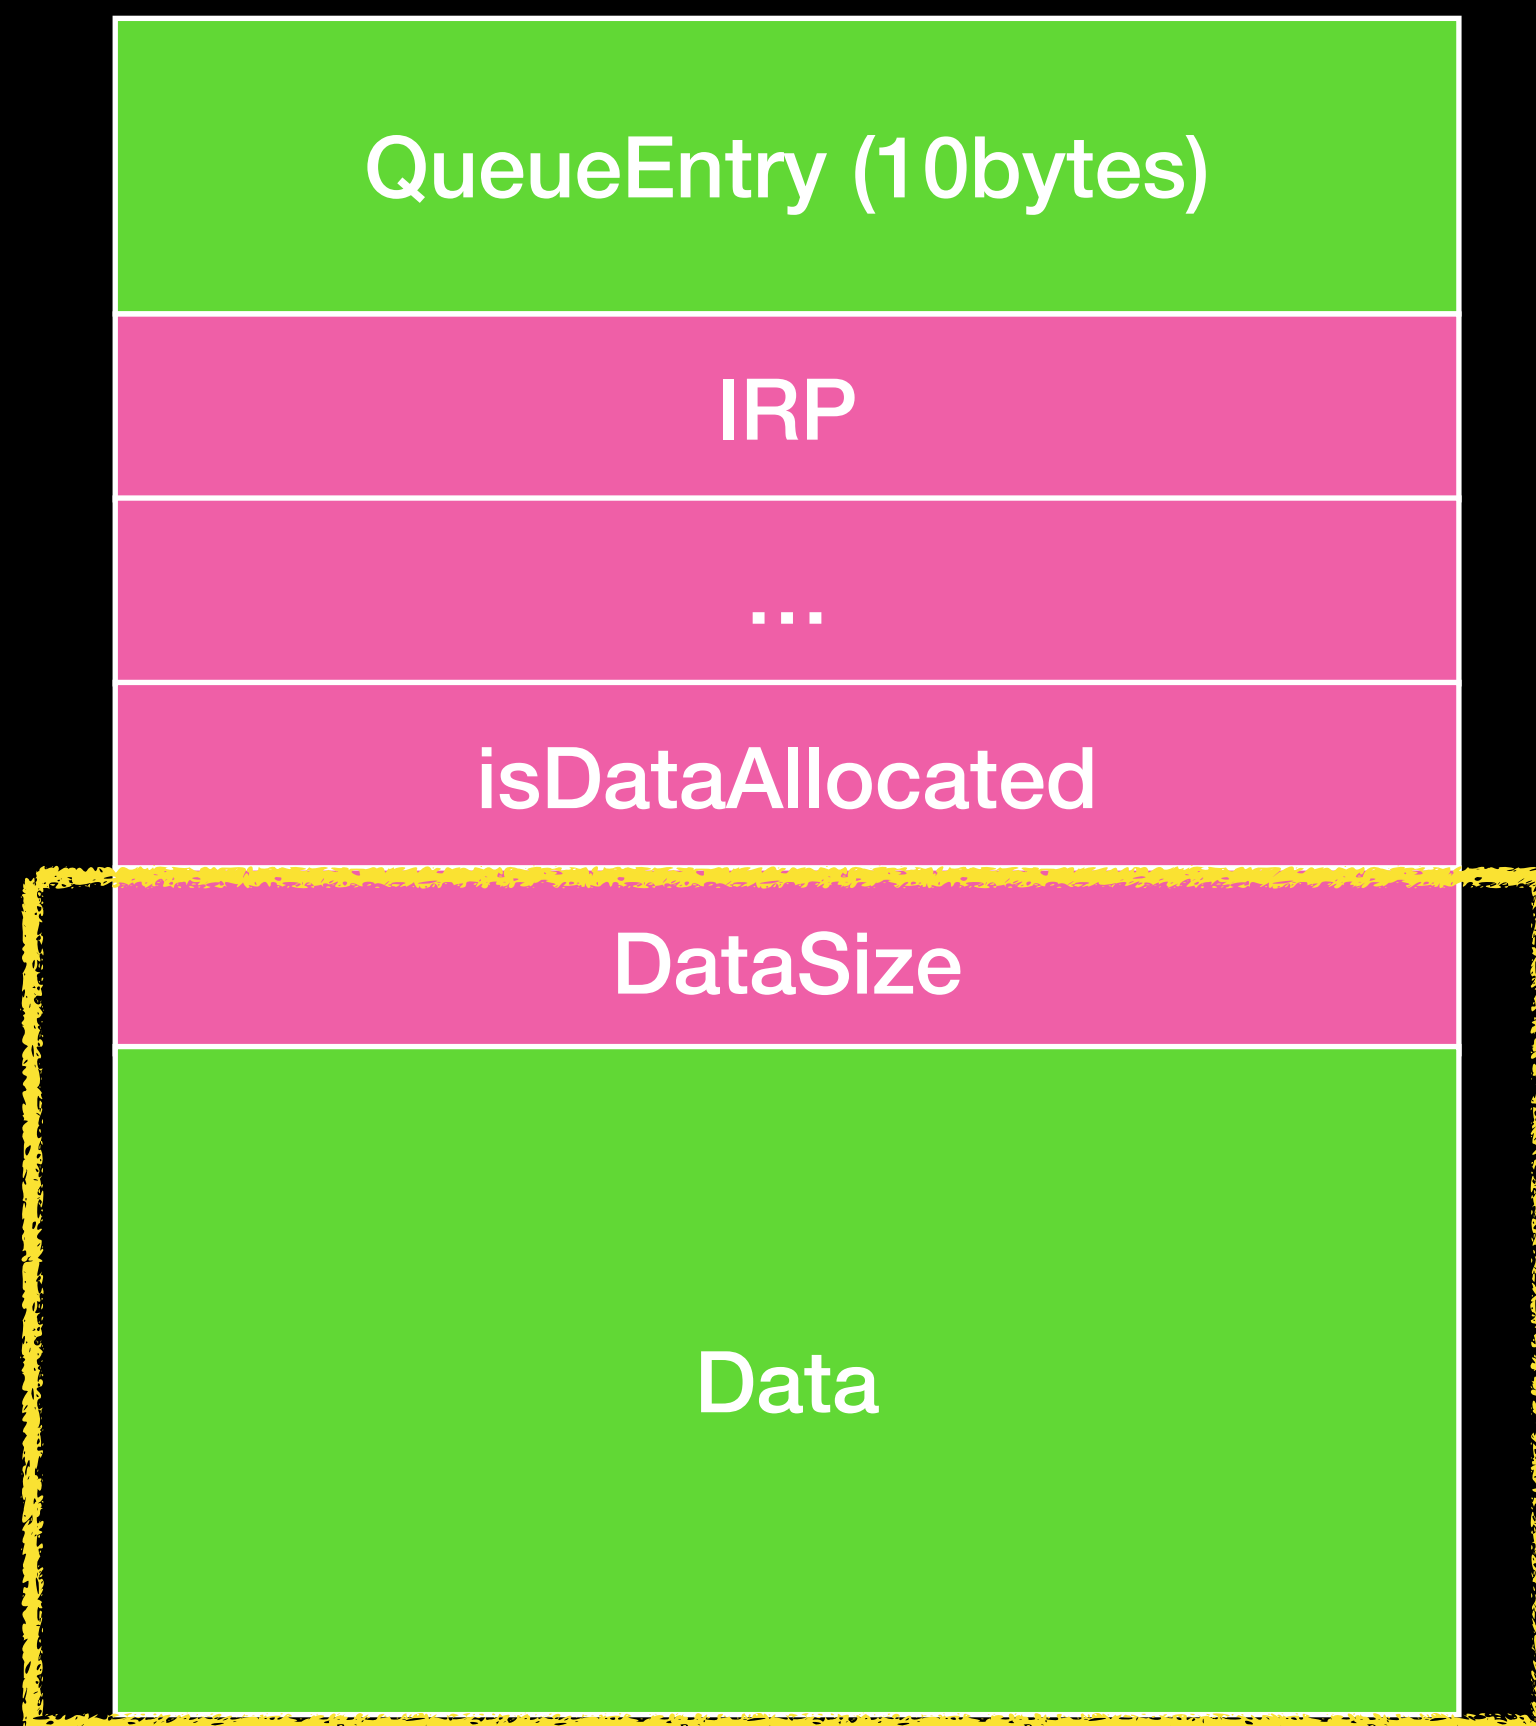 QueueEntry (10bytes)
IRP
...
isDataAllocated
DataSize
Data